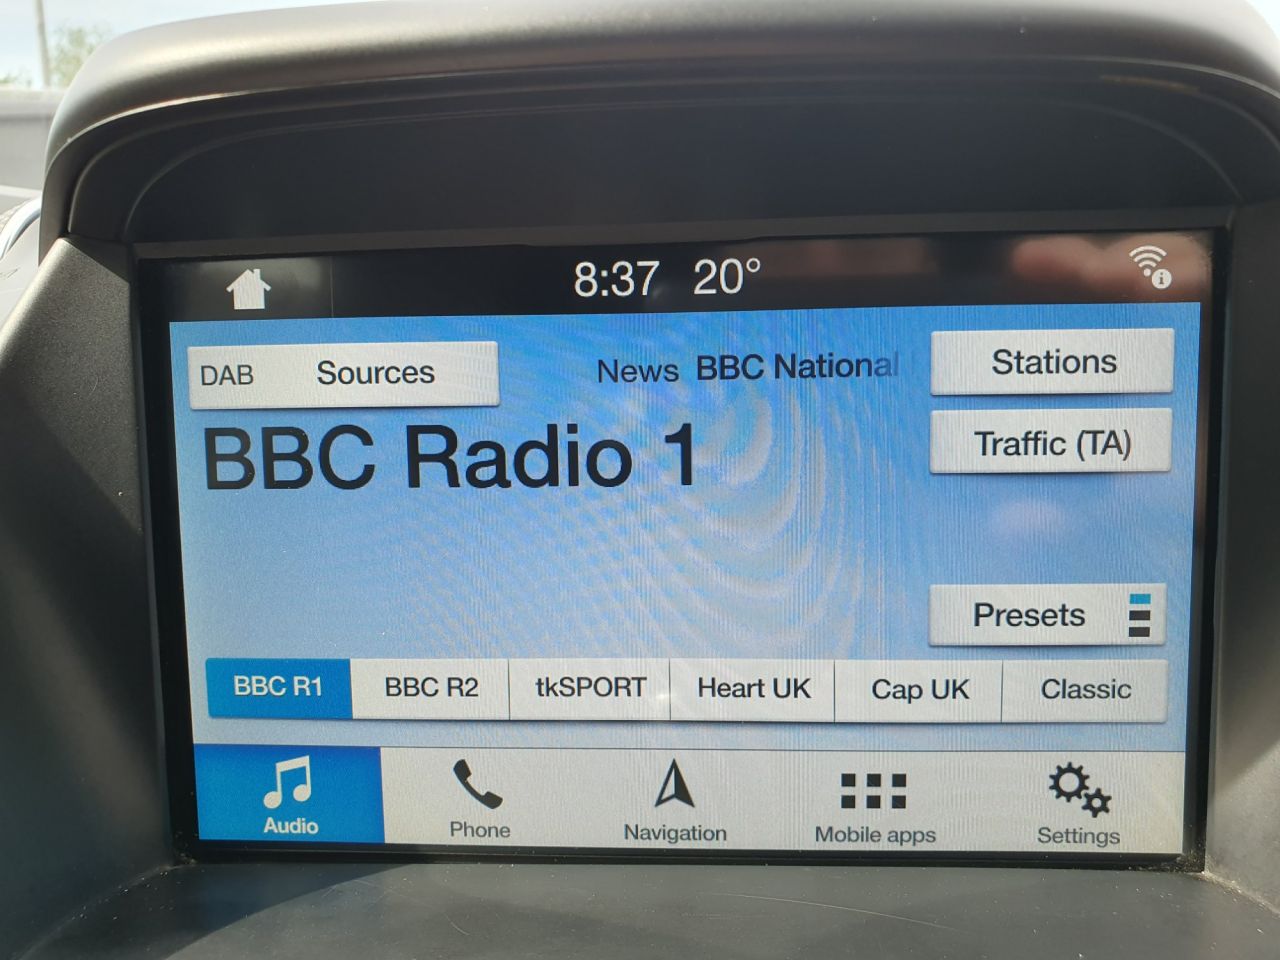 8:37 20°
DAB Sources
News BBC National
Stations
BBC Radio 1
Traffic (TA)
Presets
BBC R1 BBC R2 tkSPORT Heart UK Cap UK Classic
Audio Phone Navigation Mobile apps Settings